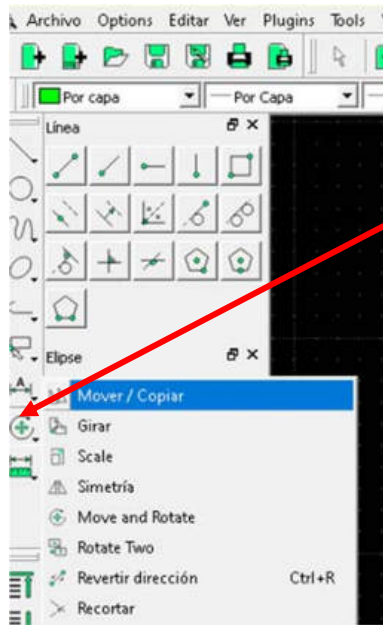 Archivo Options Editar Ver Plugins Tools
Por capa — Por Capa
Línea
Elipse
A
Mover / Copiar
Girar
Scale
Simetría
Move and Rotate
Rotate Two
Revertir dirección Ctrl+R
Recortar